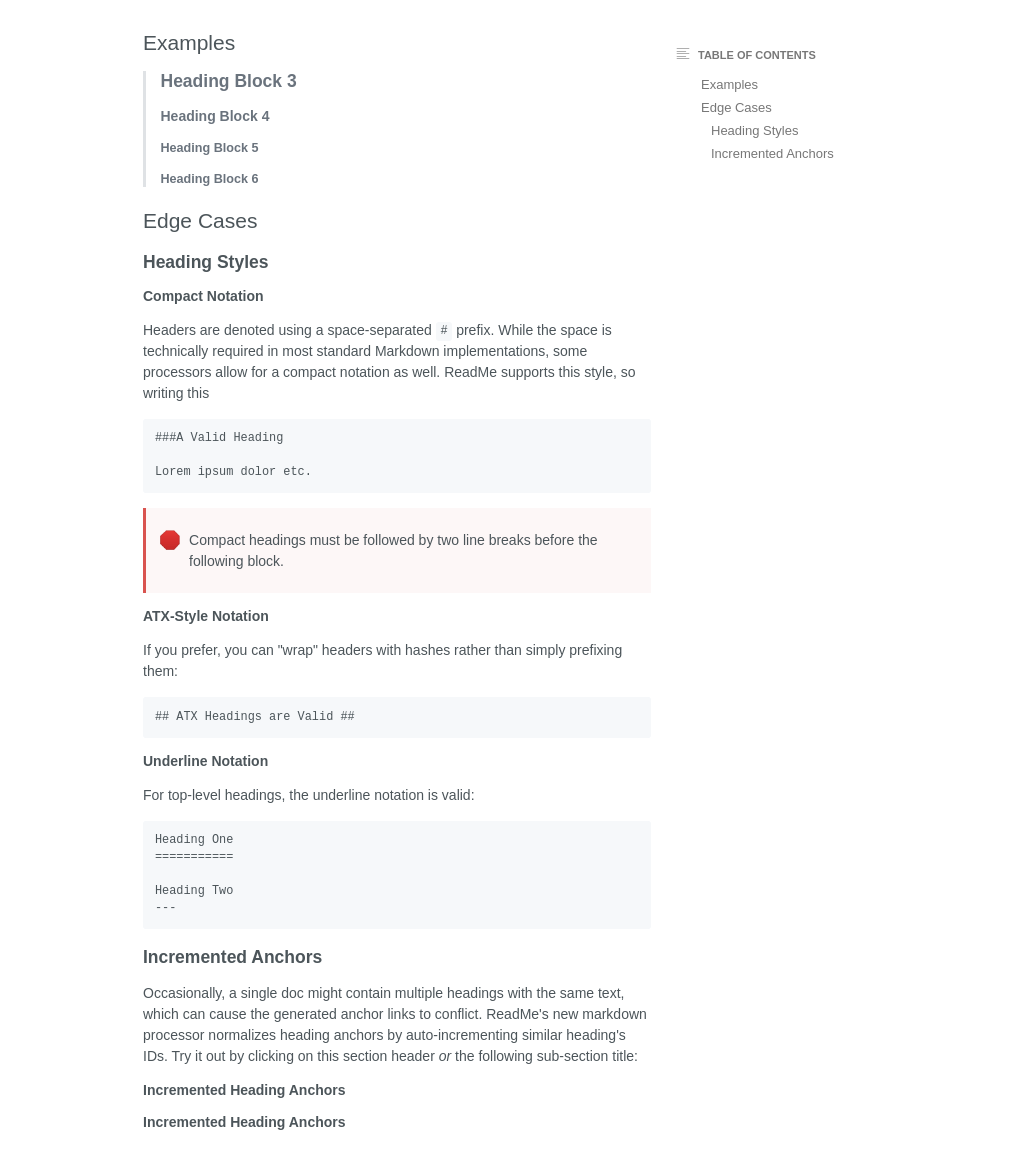 Examples
Heading Block 3
Heading Block 4
Heading Block 5
Heading Block 6
Edge Cases
Heading Styles
Compact Notation
Headers are denoted using a space-separated # prefix. While the space is
technically required in most standard Markdown implementations, some
processors allow for a compact notation as well. ReadMe supports this style, so
writing this
###A Valid Heading
Lorem ipsum dolor etc.
Compact headings must be followed by two line breaks before the
following block.
ATX-Style Notation
If you prefer, you can "wrap" headers with hashes rather than simply prefixing
them:
## ATX Headings are Valid ##
Underline Notation
For top-level headings, the underline notation is valid:
Heading One
===========
Heading Two
---
Incremented Anchors
Occasionally, a single doc might contain multiple headings with the same text,
which can cause the generated anchor links to conflict. ReadMe's new markdown
processor normalizes heading anchors by auto-incrementing similar heading's
IDs. Try it out by clicking on this section header or the following sub-section title:
Incremented Heading Anchors
Incremented Heading Anchors
TABLE OF CONTENTS
Examples
Edge Cases
Heading Styles
Incremented Anchors